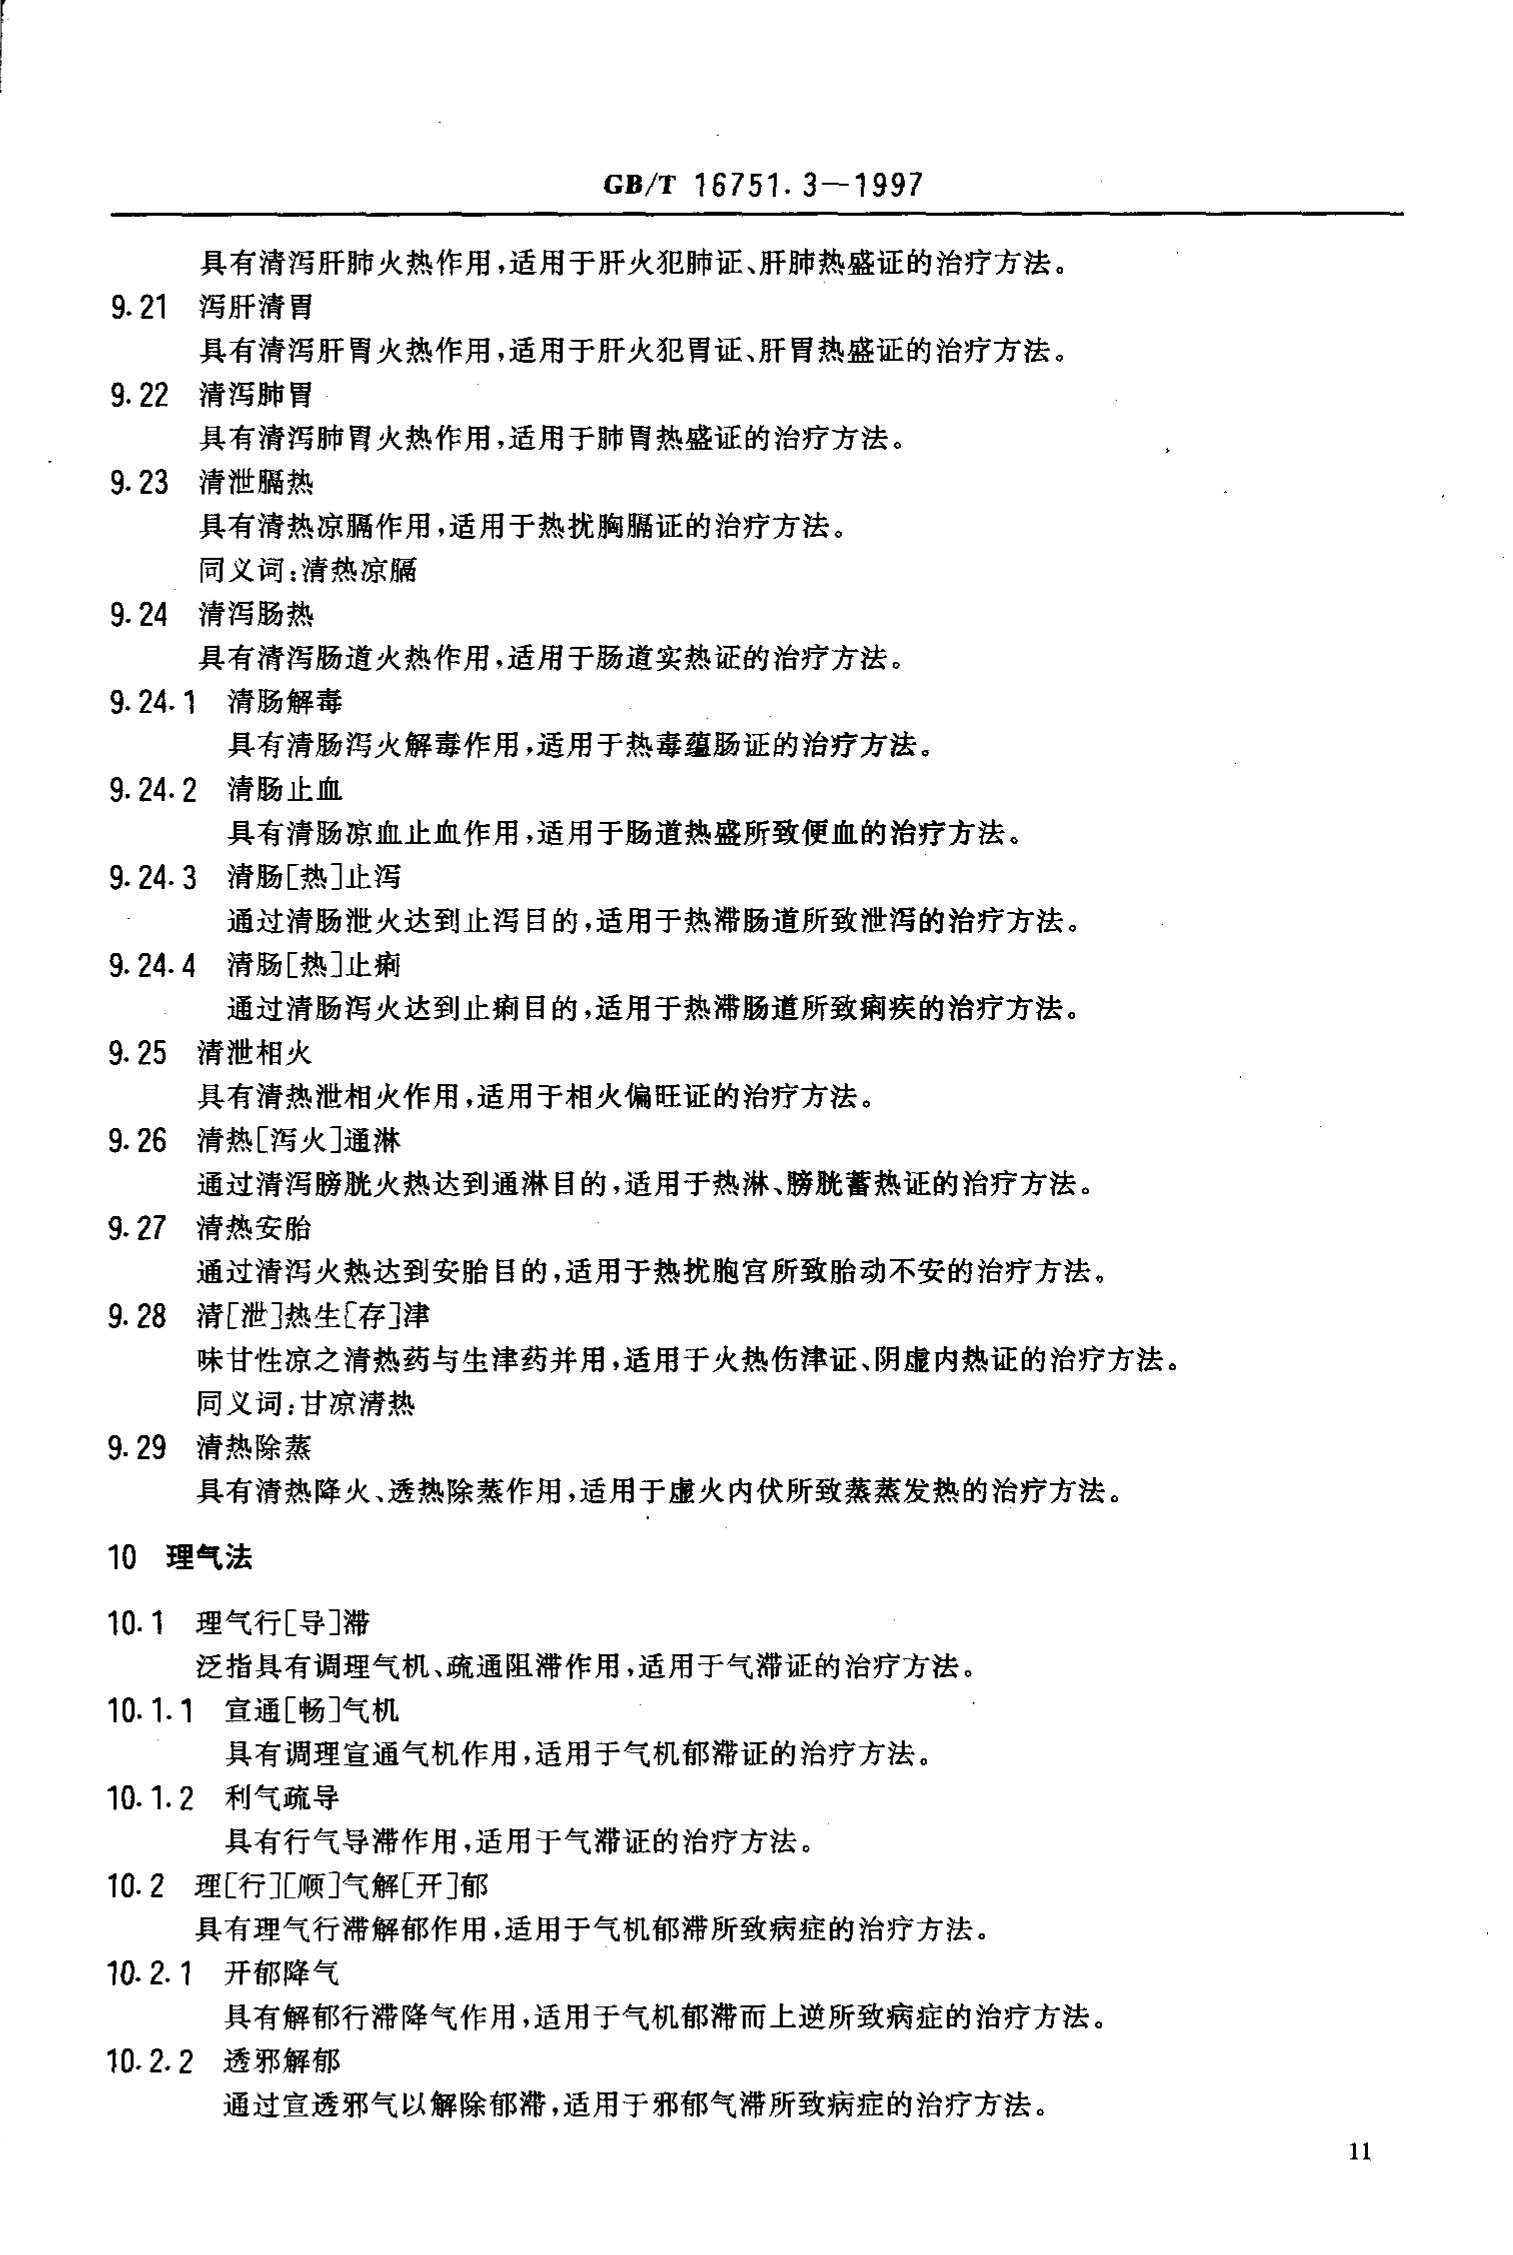 GB/T 16751.3—1997
具有清泻肝肺火热作用,适用于肝火犯肺证、肝肺热盛证的治疗方法。
9.21 泻肝清胃
具有清泻肝胃火热作用,适用于肝火犯胃证、肝胃热盛证的治疗方法。
9.22 清泻肺胃
具有清泻肺胃火热作用,适用于肺胃热盛证的治疗方法。
9.23 清泄膈热
具有清热凉膈作用,适用于热扰胸膈证的治疗方法。
同义词:清热凉膈
9.24 清泻肠热
具有清泻肠道火热作用,适用于肠道实热证的治疗方法。
9.24.1 清肠解毒
具有清肠泻火解毒作用,适用于热毒蕴肠证的治疗方法。
9.24.2 清肠止血
具有清肠凉血止血作用,适用于肠道热盛所致便血的治疗方法。
9.24.3 清肠[热]止泻
通过清肠泄火达到止泻目的,适用于热滞肠道所致泄泻的治疗方法。
9.24.4 清肠[热]止痢
通过清肠泻火达到止痢目的,适用于热滞肠道所致痢疾的治疗方法。
9.25 清泄相火
具有清热泄相火作用,适用于相火偏旺证的治疗方法。
9.26 清热[泻火]通淋
通过清泻膀胱火热达到通淋目的,适用于热淋、膀胱蓄热证的治疗方法。
9.27 清热安胎
通过清泻火热达到安胎目的,适用于热扰胞宫所致胎动不安的治疗方法。
9.28 清[泄]热生[存]津
味甘性凉之清热药与生津药并用,适用于火热伤津证、阴虚内热证的治疗方法。
同义词:甘凉清热
9.29 清热除蒸
具有清热降火、透热除蒸作用,适用于虚火内伏所致蒸蒸发热的治疗方法。
10 理气法
10.1 理气行[导]滞
泛指具有调理气机、疏通阻滞作用,适用于气滞证的治疗方法。
10.1.1 宣通[畅]气机
具有调理宣通气机作用,适用于气机郁滞证的治疗方法。
10.1.2 利气疏导
具有行气导滞作用,适用于气滞证的治疗方法。
10.2 理[行][顺]气解[开]郁
具有理气行滞解郁作用,适用于气机郁滞所致病症的治疗方法。
10.2.1 开郁降气
具有解郁行滞降气作用,适用于气机郁滞而上逆所致病症的治疗方法。
10.2.2 透邪解郁
通过宣透邪气以解除郁滞,适用于邪郁气滞所致病症的治疗方法。
11